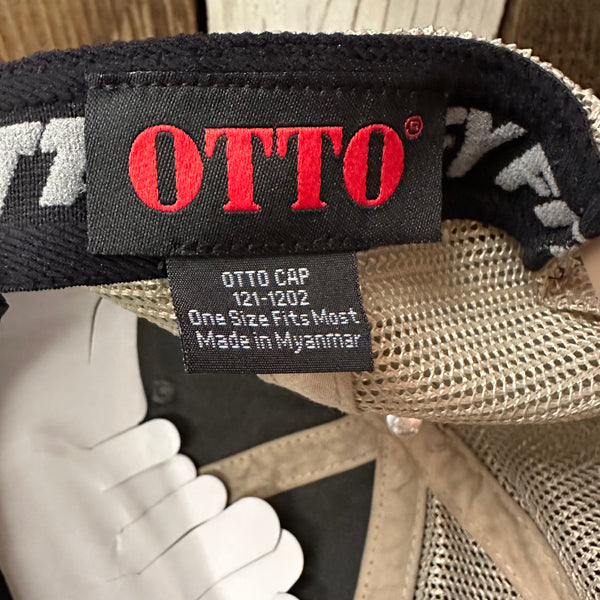 OTTO®
OTTO CAP
121-1202
One Size Fits Most
Made in Myanmar